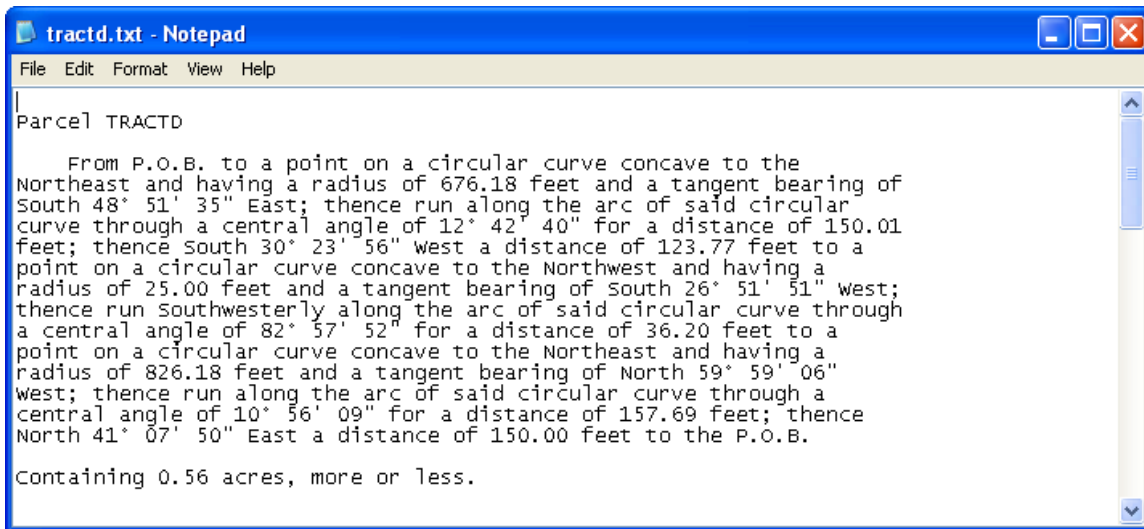 tractd.txt - Notepad
File Edit Format View Help
Parcel TRACTD
From P.O.B. to a point on a circular curve concave to the
Northeast and having a radius of 676.18 feet and a tangent bearing of
South 48° 51' 35" East; thence run along the arc of said circular
curve through a central angle of 12° 42' 40" for a distance of 150.01
feet; thence South 30° 23' 56" West a distance of 123.77 feet to a
point on a circular curve concave to the Northwest and having a
radius of 25.00 feet and a tangent bearing of South 26° 51' 51" West;
thence run Southwesterly along the arc of said circular curve through
a central angle of 82° 57' 52" for a distance of 36.20 feet to a
point on a circular curve concave to the Northeast and having a
radius of 826.18 feet and a tangent bearing of North 59° 59' 06"
West; thence run along the arc of said circular curve through a
central angle of 10° 56' 09" for a distance of 157.69 feet; thence
North 41° 07' 50" East a distance of 150.00 feet to the P.O.B.
Containing 0.56 acres, more or less.